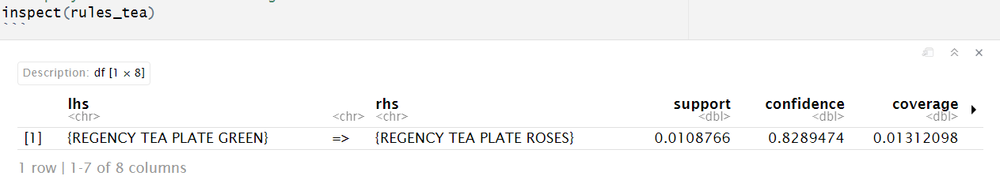 inspect(rules_tea)
```
Description: df [1 × 8]
lhs rhs support confidence coverage
<chr> <chr> <chr> <dbl> <dbl> <dbl>
[1] {REGENCY TEA PLATE GREEN} => {REGENCY TEA PLATE ROSES} 0.0108766 0.8289474 0.01312098
1 row | 1-7 of 8 columns